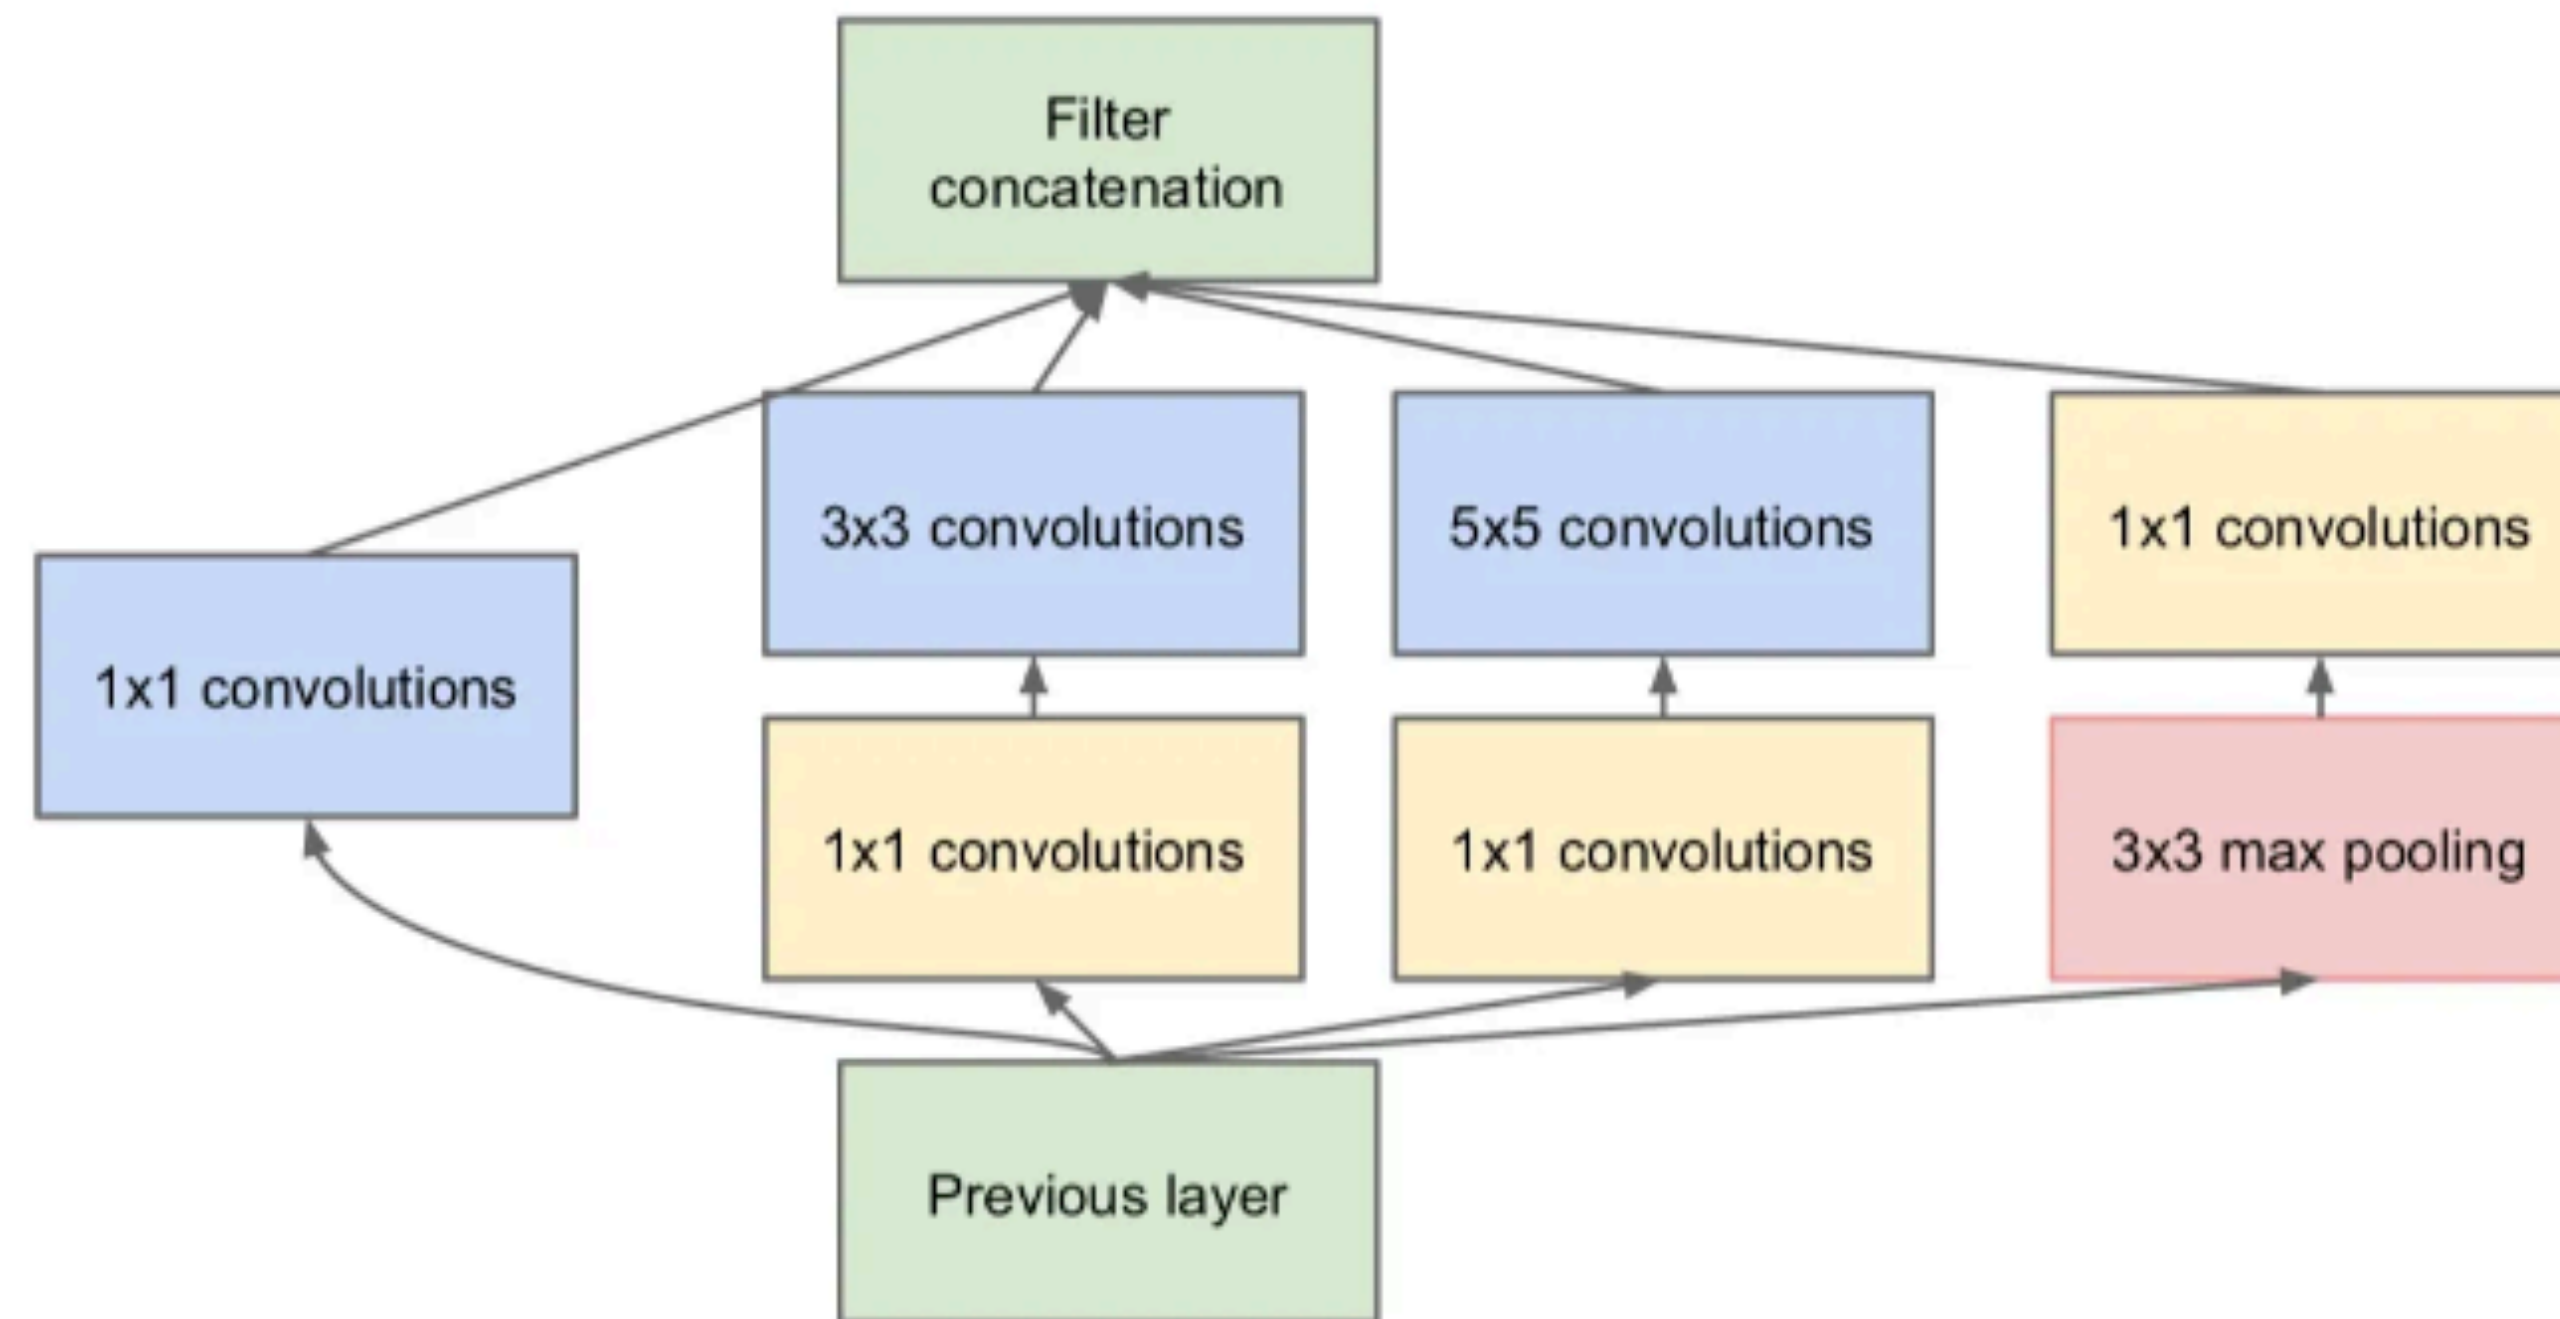 Filter
concatenation
3x3 convolutions
5x5 convolutions
1x1 convolutions
1x1 convolutions
1x1 convolutions
1x1 convolutions
3x3 max pooling
Previous layer